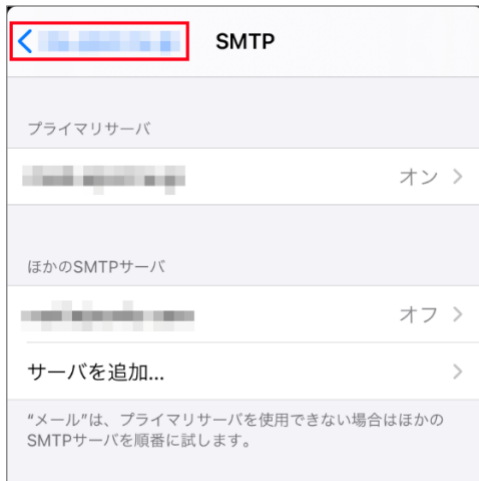 SMTP
プライマリサーバ
オン
ほかのSMTPサーバ
オフ
サーバを追加...
“メール”は、プライマリサーバを使用できない場合はほかの
SMTPサーバを順番に試します。